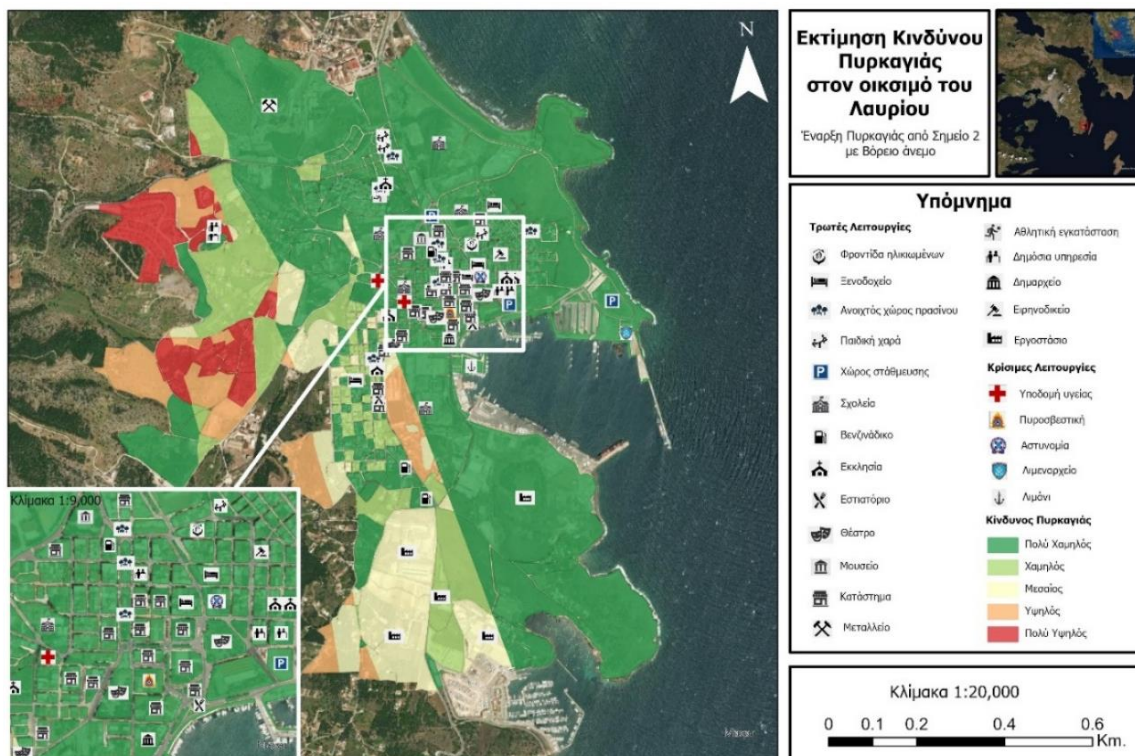 N
Εκτίμηση Κινδύνου
Πυρκαγιάς
στον οικσιμό του
Λαυρίου
Έναρξη Πυρκαγιάς από Σημείο 2
με Βόρειο άνεμο
Υπόμνημα
Τρωτές Λειτουργίες
Φροντίδα ηλικιωμένων
Ξενοδοχείο
Ανοιχτός χώρος πρασίνου
Παιδική χαρά
P
Χώρος στάθμευσης
Σχολεία
Βενζινάδικο
Εκκλησία
Εστιατόριο
Θέατρο
Μουσείο
Κατάστημα
Μεταλλείο
Αθλητική εγκατάσταση
Δημόσια υπηρεσία
Δημαρχείο
Ειρηνοδικείο
Εργοστάσιο
Κρίσιμες Λειτουργίες
Υποδομή υγείας
Πυροσβεστική
Αστυνομία
Λιμεναρχείο
Λιμάνι
Κίνδυνος Πυρκαγιάς
Πολύ Χαμηλός
Χαμηλός
Μεσαίος
Υψηλός
Πολύ Υψηλός
Κλίμακα 1:9,000
P
P
P
P
Maxar
Κλίμακα 1:20,000
0 0.1 0.2 0.4 0.6
Km.